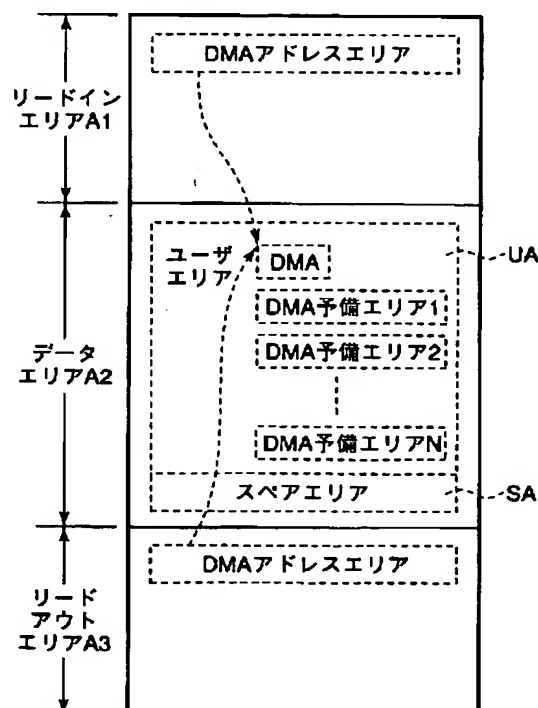 DMAアドレスエリア
リードイン
エリアA1
ユーザ
エリア
DMA
UA
DMA予備エリア1
DMA予備エリア2
データ
エリアA2
DMA予備エリアN
スペアエリア
SA
DMAアドレスエリア
リード
アウト
エリアA3